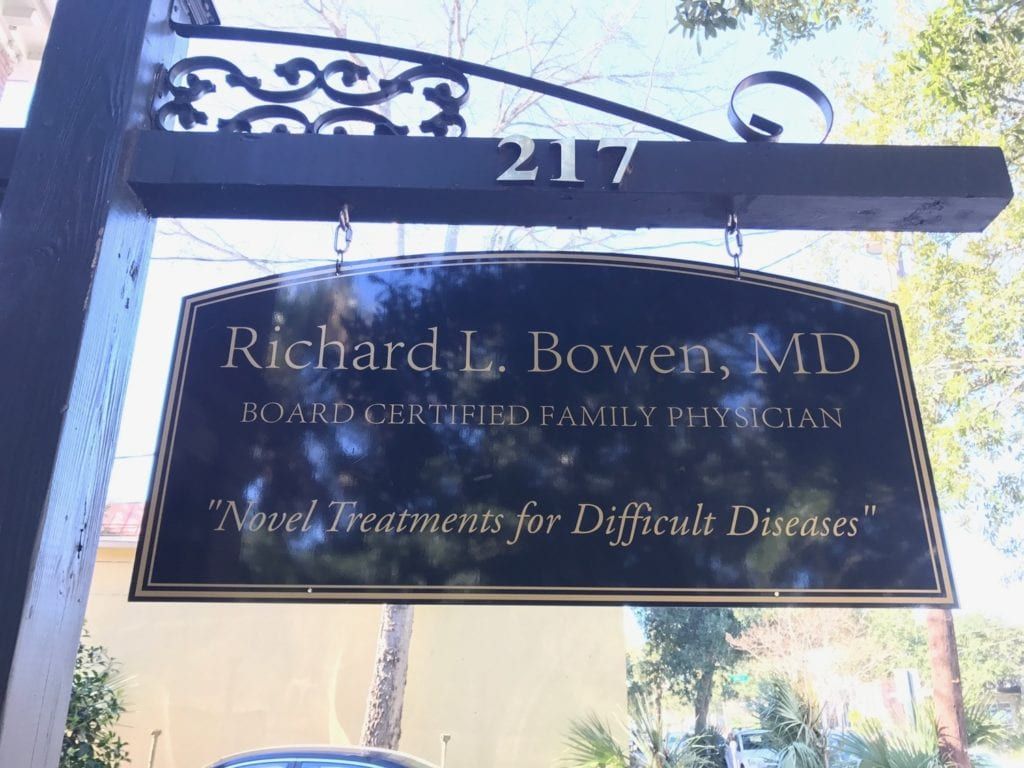 217
Richard L. Bowen, MD
BOARD CERTIFIED FAMILY PHYSICIAN
"Novel Treatments for Difficult Diseases"